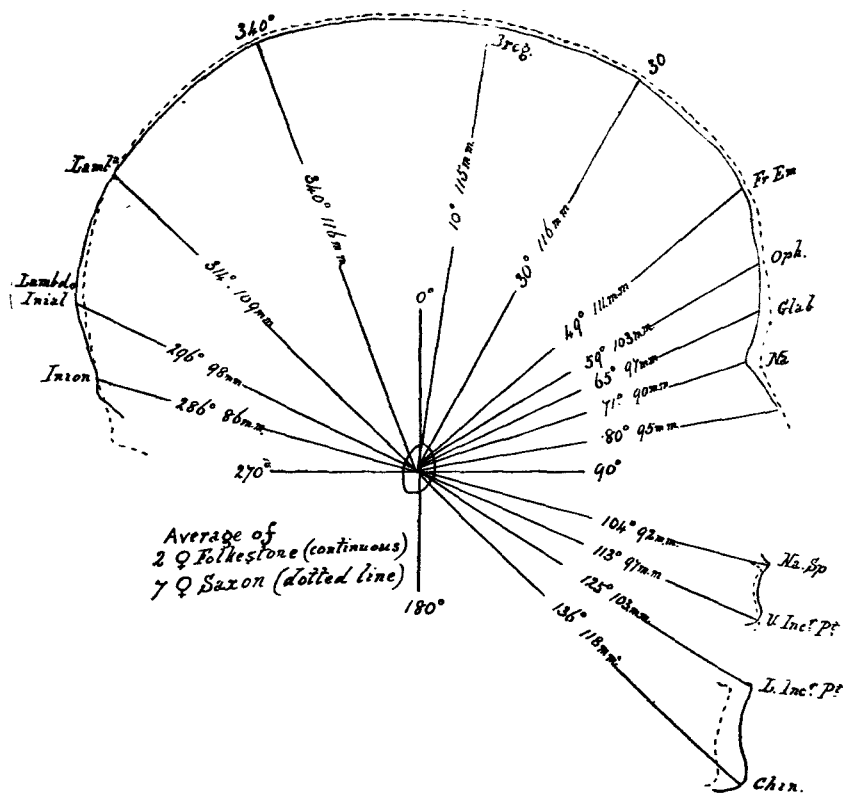 340°
Breg.
30
Lambda
Fr Em
340° 116mm
10° 115mm
30° 116mm
314° 109mm
Oph.
Lambdo
Inial
0°
49° 111mm
Glab
59° 103mm
65° 97mm
Na
296° 98mm
71° 90mm
Inion
286° 86mm.
80° 95mm.
270°
90°
104° 92mm.
Na. Sp
Average of
2 ♀ Folkestone (continuous)
7 ♀ Saxon (dotted line)
113° 97mm
125° 103mm.
U. Incr. Pt.
180°
136° 118mm.
L. Incr. Pt
Chin.